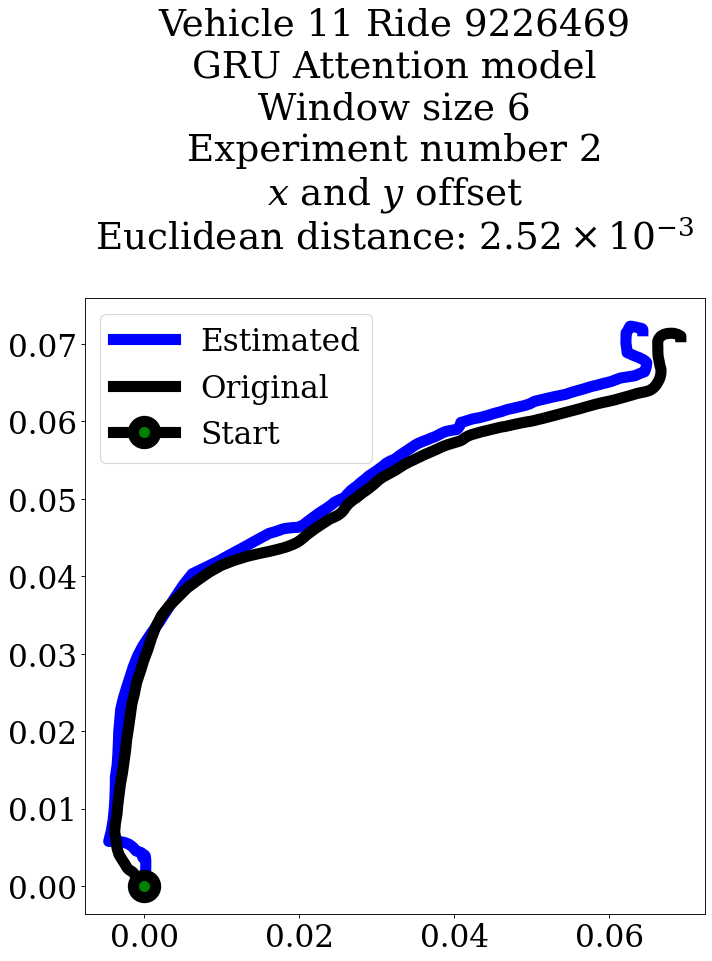 Vehicle 11 Ride 9226469
GRU Attention model
Window size 6
Experiment number 2
x and y offset
Euclidean distance: 2.52 × 10⁻³
Estimated
Original
Start
0.07
0.06
0.05
0.04
0.03
0.02
0.01
0.00
0.00 0.02 0.04 0.06